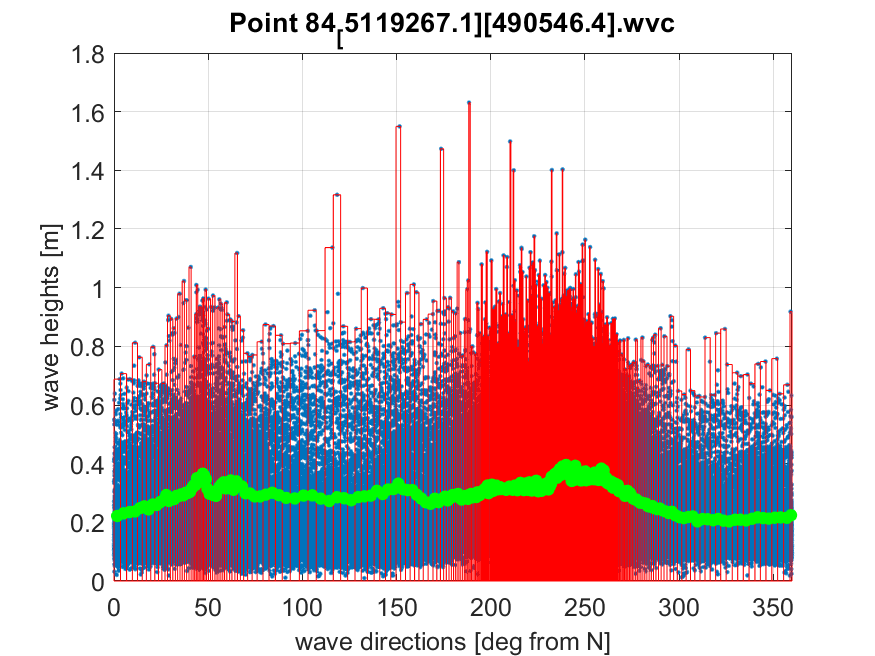 Point 84[5119267.1][490546.4].wvc
1.8
1.6
1.4
1.2
1
0.8
0.6
0.4
0.2
0
wave heights [m]
0 50 100 150 200 250 300 350
wave directions [deg from N]